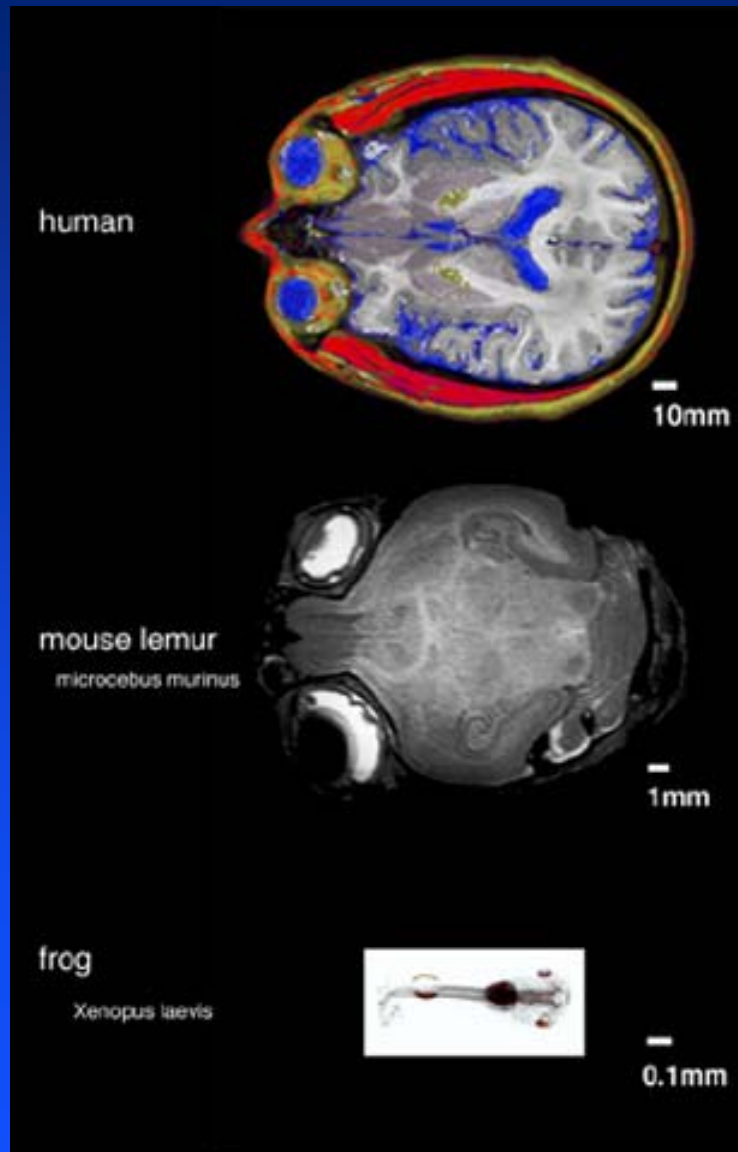 human
10mm
mouse lemur
microcebus murinus
1mm
frog
Xenopus laevis
0.1mm